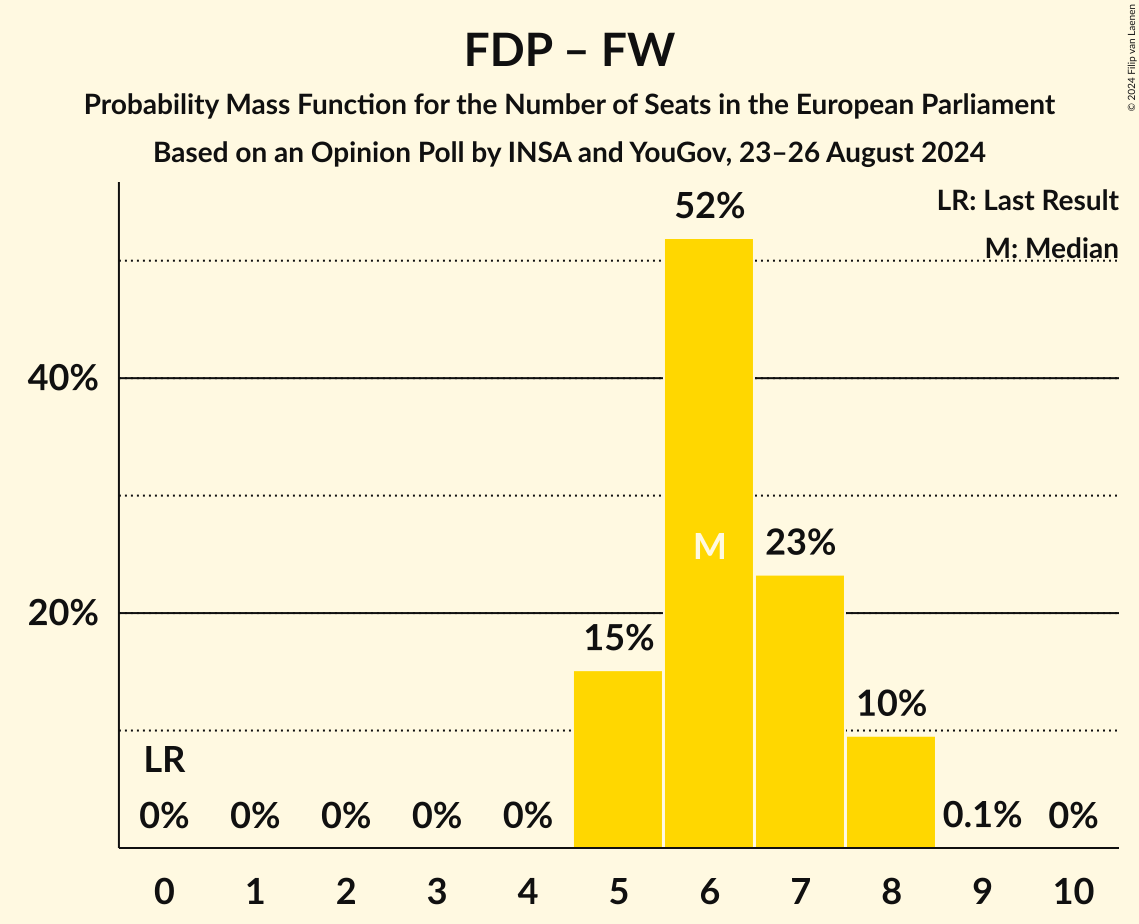 FDP – FW
Probability Mass Function for the Number of Seats in the European Parliament
Based on an Opinion Poll by INSA and YouGov, 23–26 August 2024
© 2024 Filip van Laenen
LR: Last Result
M: Median
52%
40%
M
23%
20%
15%
10%
LR
0% 0% 0% 0% 0% 0.1% 0%
0 1 2 3 4 5 6 7 8 9 10